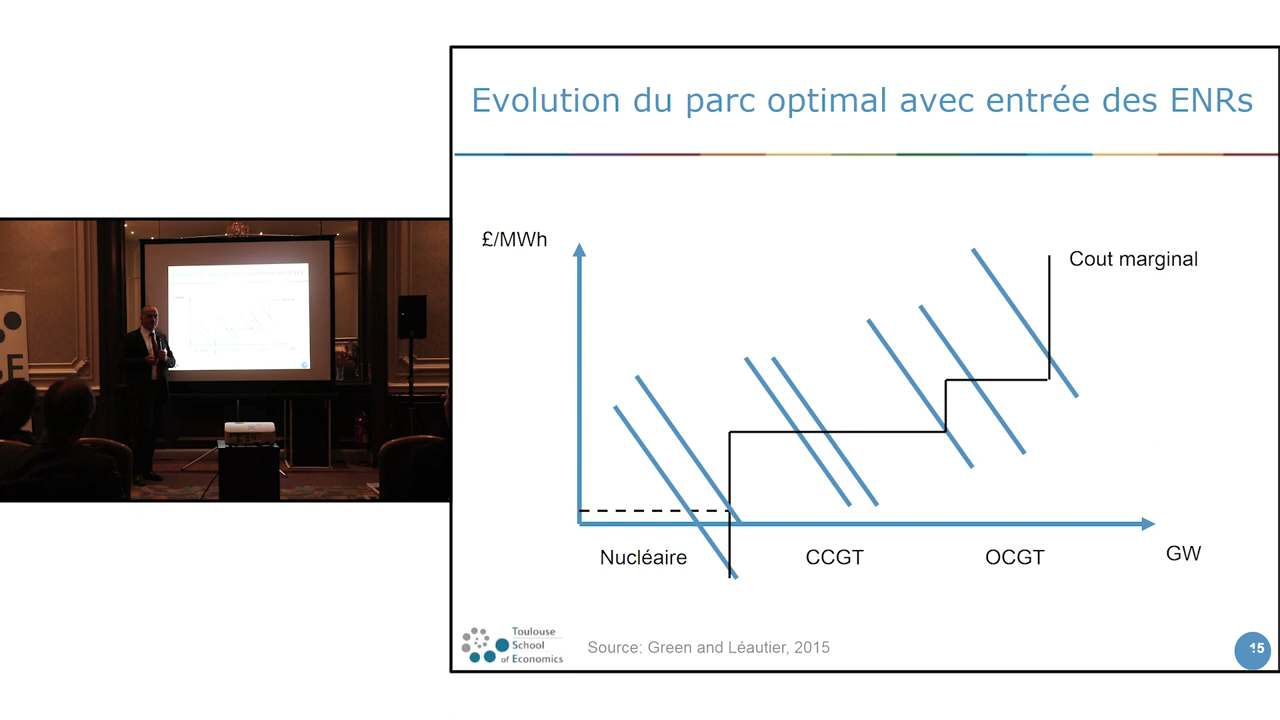 Evolution du parc optimal avec entrée des ENRs
£/MWh
Cout marginal
Nucléaire
CCGT
OCGT
GW
Toulouse
School
of Economics
Source: Green and Léautier, 2015
15
E